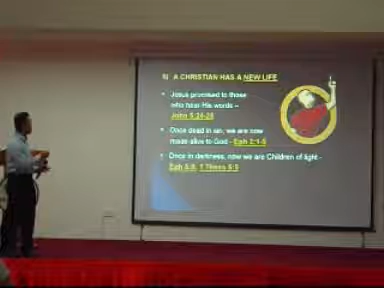 5) A CHRISTIAN HAS A NEW LIFE
• Jesus promised to those
who hear His words –
John 5:24-25
• Once dead in sin, we are now
made alive to God - Eph 2:1-5
• Once in darkness, now we are Children of light -
Eph 5:8, 1 Thess 5:5